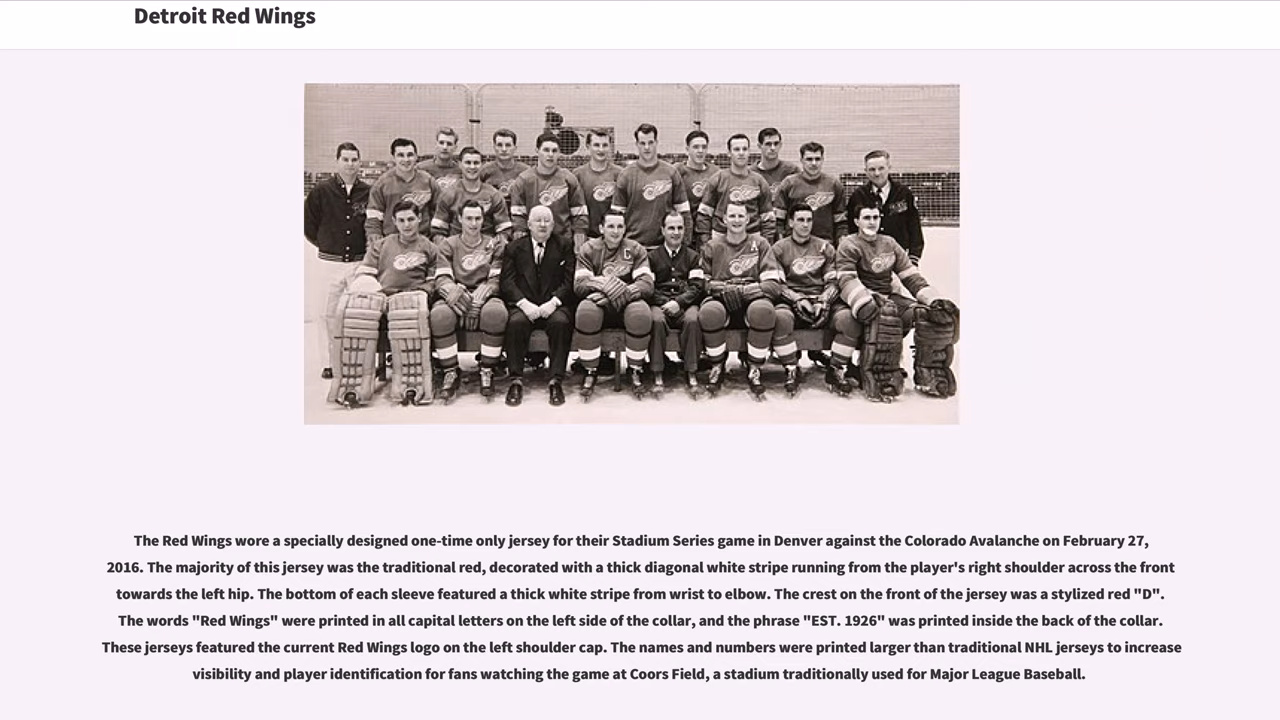 Detroit Red Wings
C
A
A
The Red Wings wore a specially designed one-time only jersey for their Stadium Series game in Denver against the Colorado Avalanche on February 27,
2016. The majority of this jersey was the traditional red, decorated with a thick diagonal white stripe running from the player's right shoulder across the front
towards the left hip. The bottom of each sleeve featured a thick white stripe from wrist to elbow. The crest on the front of the jersey was a stylized red "D".
The words "Red Wings" were printed in all capital letters on the left side of the collar, and the phrase "EST. 1926" was printed inside the back of the collar.
These jerseys featured the current Red Wings logo on the left shoulder cap. The names and numbers were printed larger than traditional NHL jerseys to increase
visibility and player identification for fans watching the game at Coors Field, a stadium traditionally used for Major League Baseball.